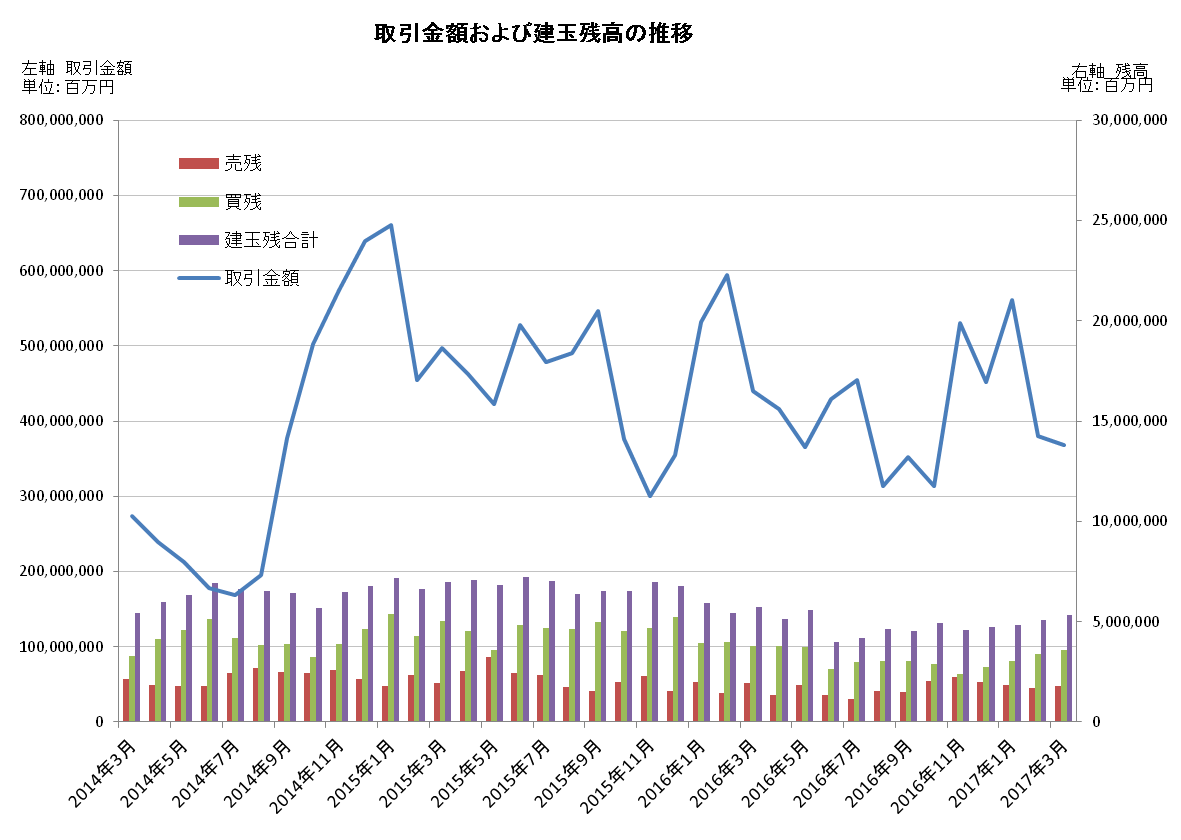 取引金額および建玉残高の推移
左軸 取引金額
単位: 百万円
右軸 残高
単位: 百万円
800,000,000
700,000,000
600,000,000
500,000,000
400,000,000
300,000,000
200,000,000
100,000,000
0
売残
買残
建玉残合計
取引金額
30,000,000
25,000,000
20,000,000
15,000,000
10,000,000
5,000,000
0
2014年3月
2014年5月
2014年7月
2014年9月
2014年11月
2015年1月
2015年3月
2015年5月
2015年7月
2015年9月
2015年11月
2016年1月
2016年3月
2016年5月
2016年7月
2016年9月
2016年11月
2017年1月
2017年3月